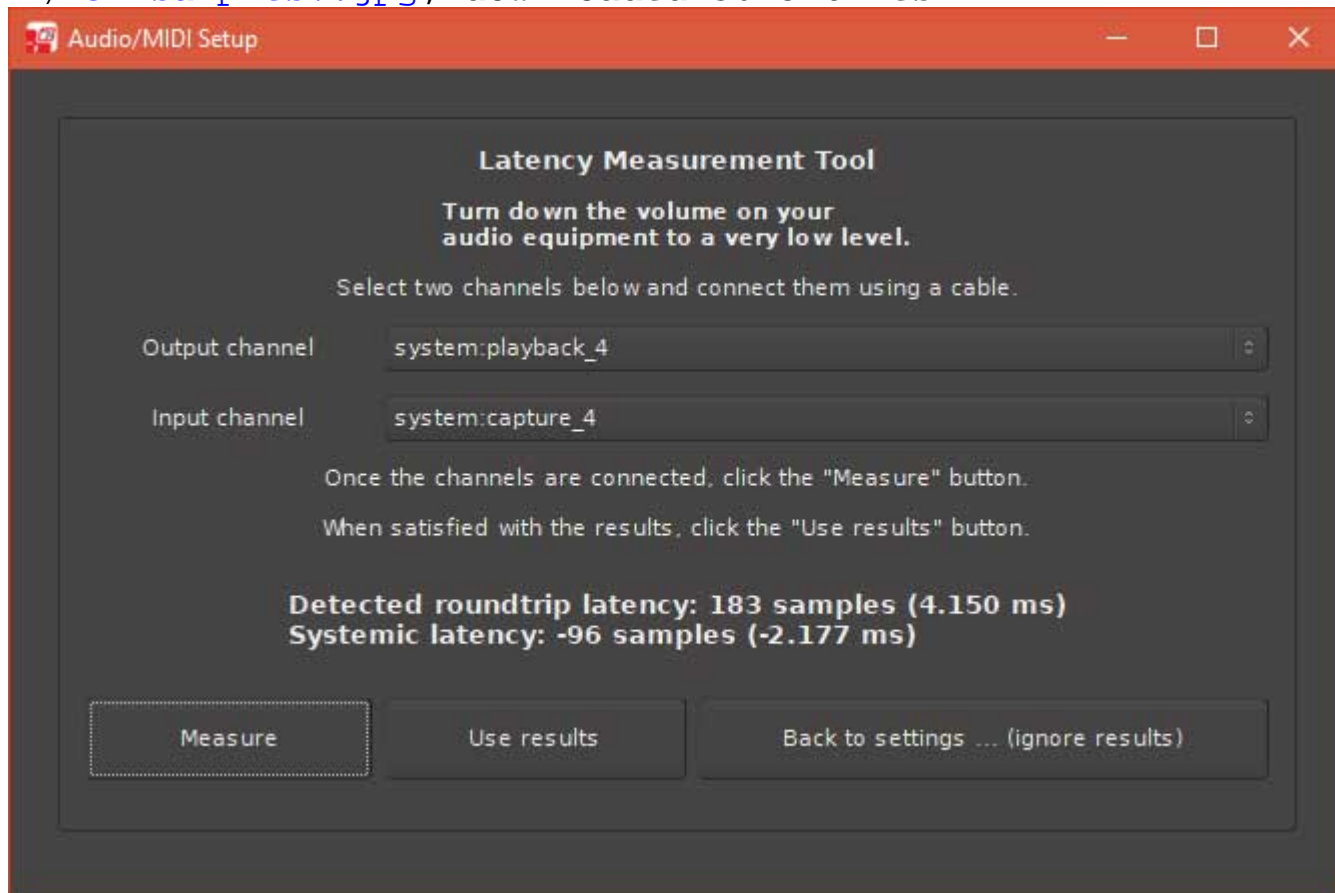 Audio/MIDI Setup
Latency Measurement Tool
Turn down the volume on your
audio equipment to a very low level.
Select two channels below and connect them using a cable.
Output channel system:playback_4
Input channel system:capture_4
Once the channels are connected, click the "Measure" button.
When satisfied with the results, click the "Use results" button.
Detected roundtrip latency: 183 samples (4.150 ms)
Systemic latency: -96 samples (-2.177 ms)
Measure Use results Back to settings ... (ignore results)